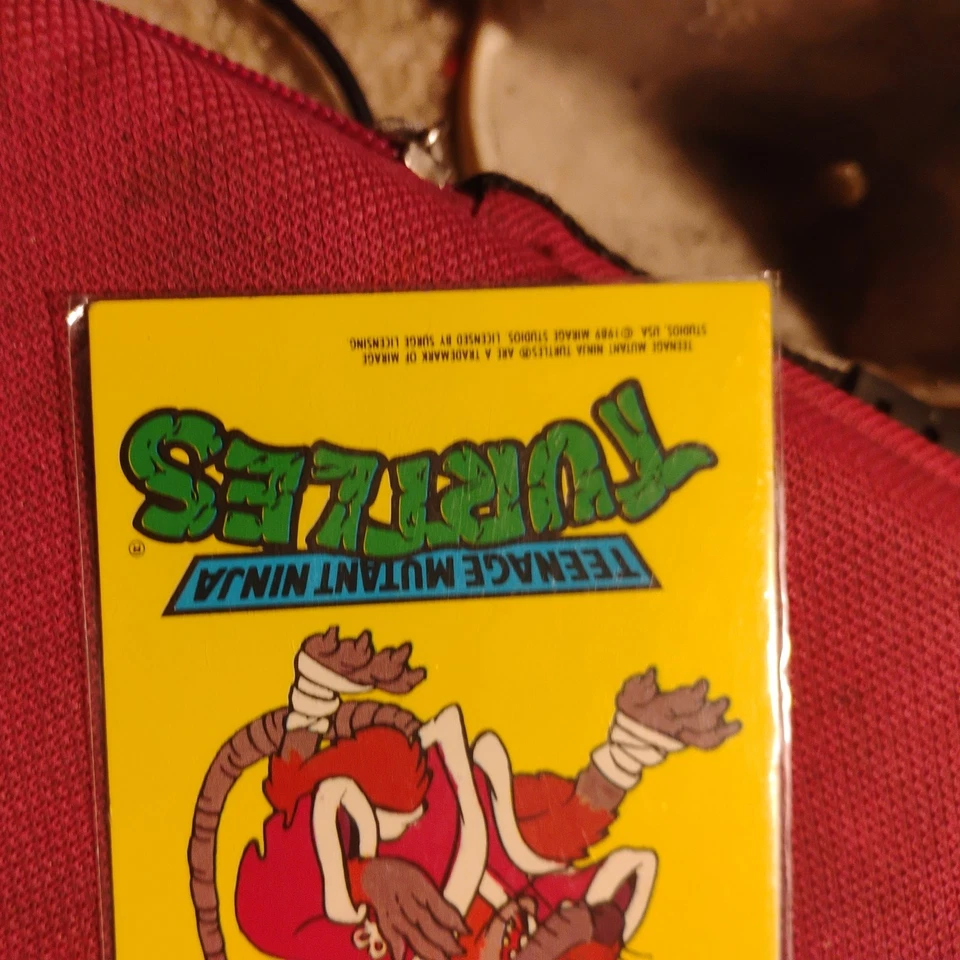 TEENAGE MUTANT NINJA
TURTLES®
TEENAGE MUTANT NINJA TURTLES® ARE A TRADEMARK OF MIRAGE
STUDIOS, USA ©1989 MIRAGE STUDIOS LICENSED BY SURGE LICENSING